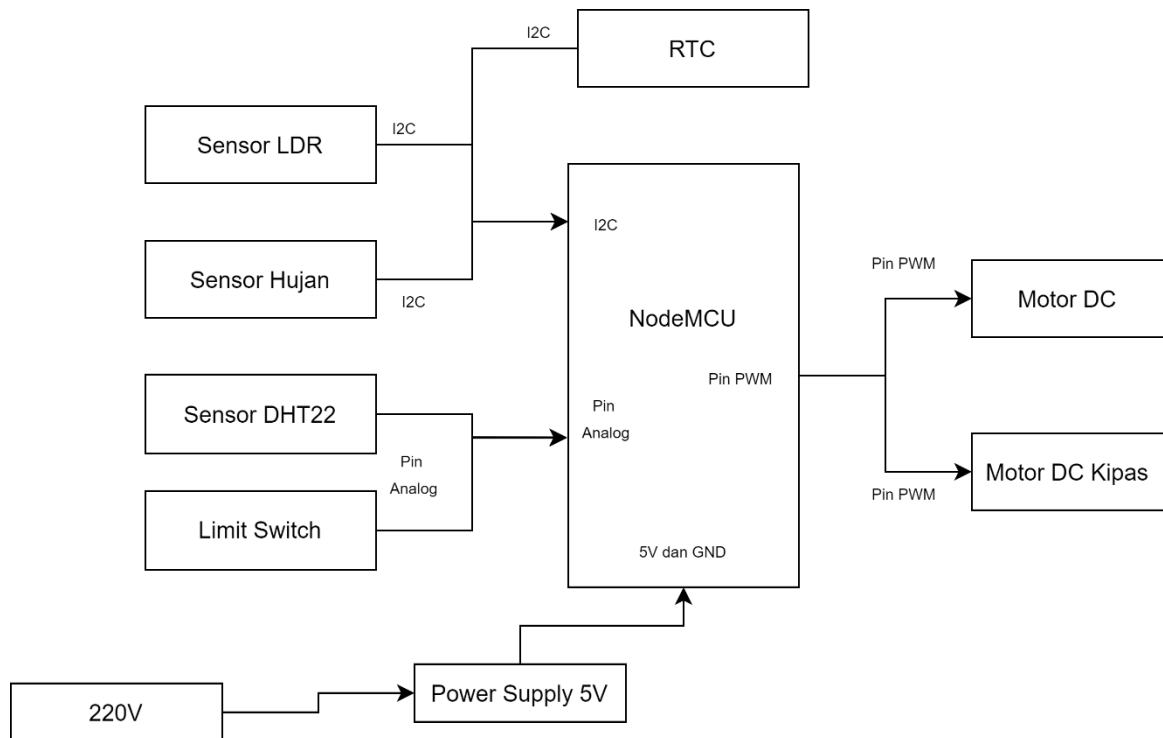 I2C
RTC
Sensor LDR
I2C
Sensor Hujan
I2C
I2C
NodeMCU
Pin PWM
Pin PWM
Motor DC
Sensor DHT22
Pin
Analog
Pin
Analog
Limit Switch
Motor DC Kipas
Pin PWM
5V dan GND
Power Supply 5V
220V